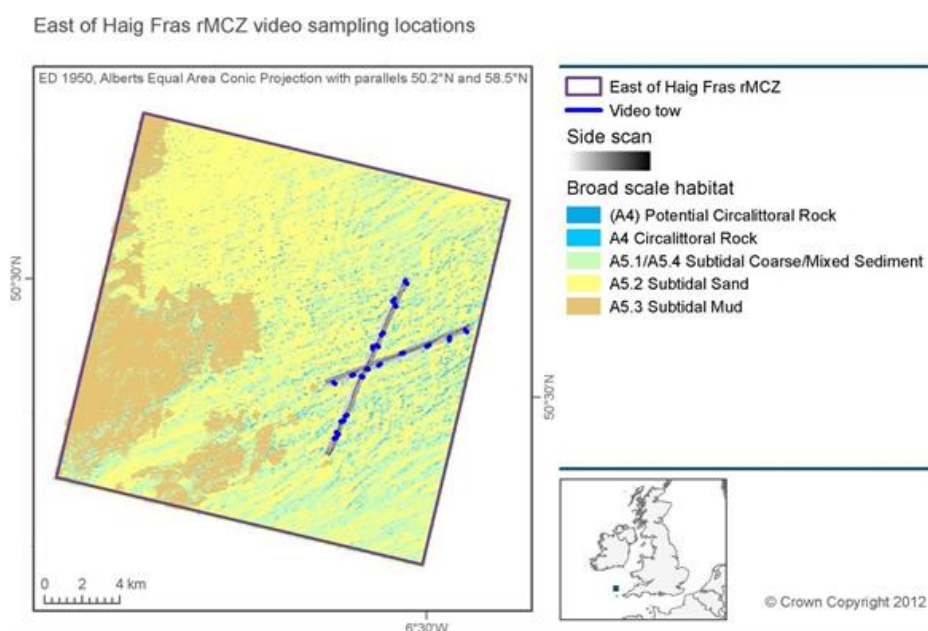 East of Haig Fras rMCZ video sampling locations
ED 1950, Alberts Equal Area Conic Projection with parallels 50.2°N and 58.5°N
50°30'N
50°30'N
6°30'W
0 2 4 km
East of Haig Fras rMCZ
Video tow
Side scan
Broad scale habitat
(A4) Potential Circalittoral Rock
A4 Circalittoral Rock
A5.1/A5.4 Subtidal Coarse/Mixed Sediment
A5.2 Subtidal Sand
A5.3 Subtidal Mud
© Crown Copyright 2012